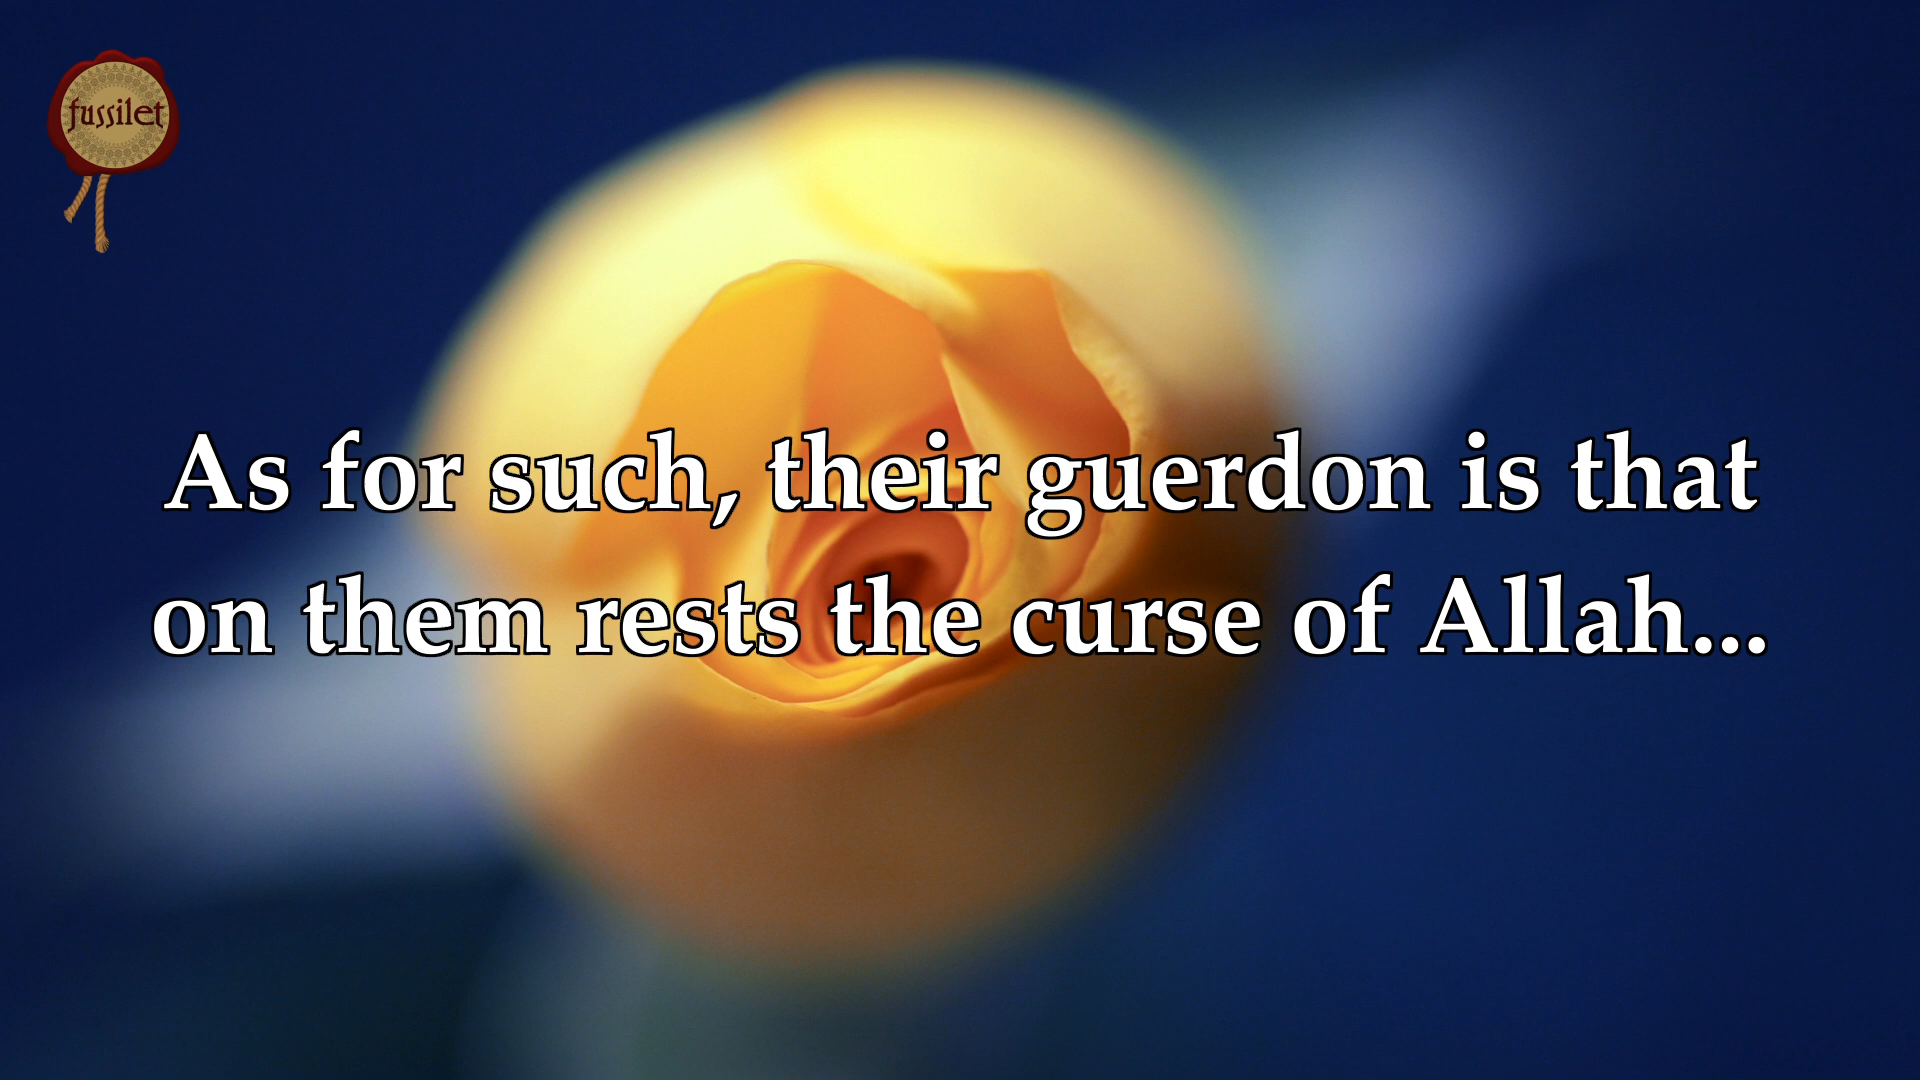 fussilet
As for such, their guerdon is that
on them rests the curse of Allah...